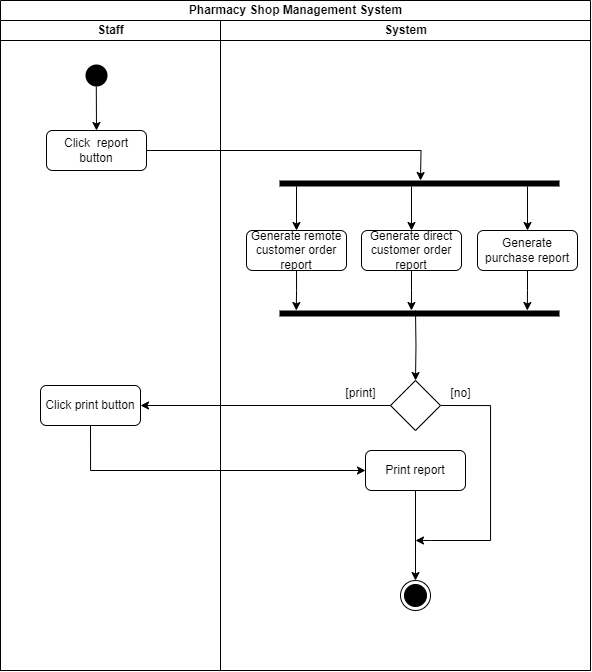 Pharmacy Shop Management System
Staff
System
Click report
button
Generate remote
customer order
report
Generate direct
customer order
report
Generate
purchase report
[print]
[no]
Click print button
Print report